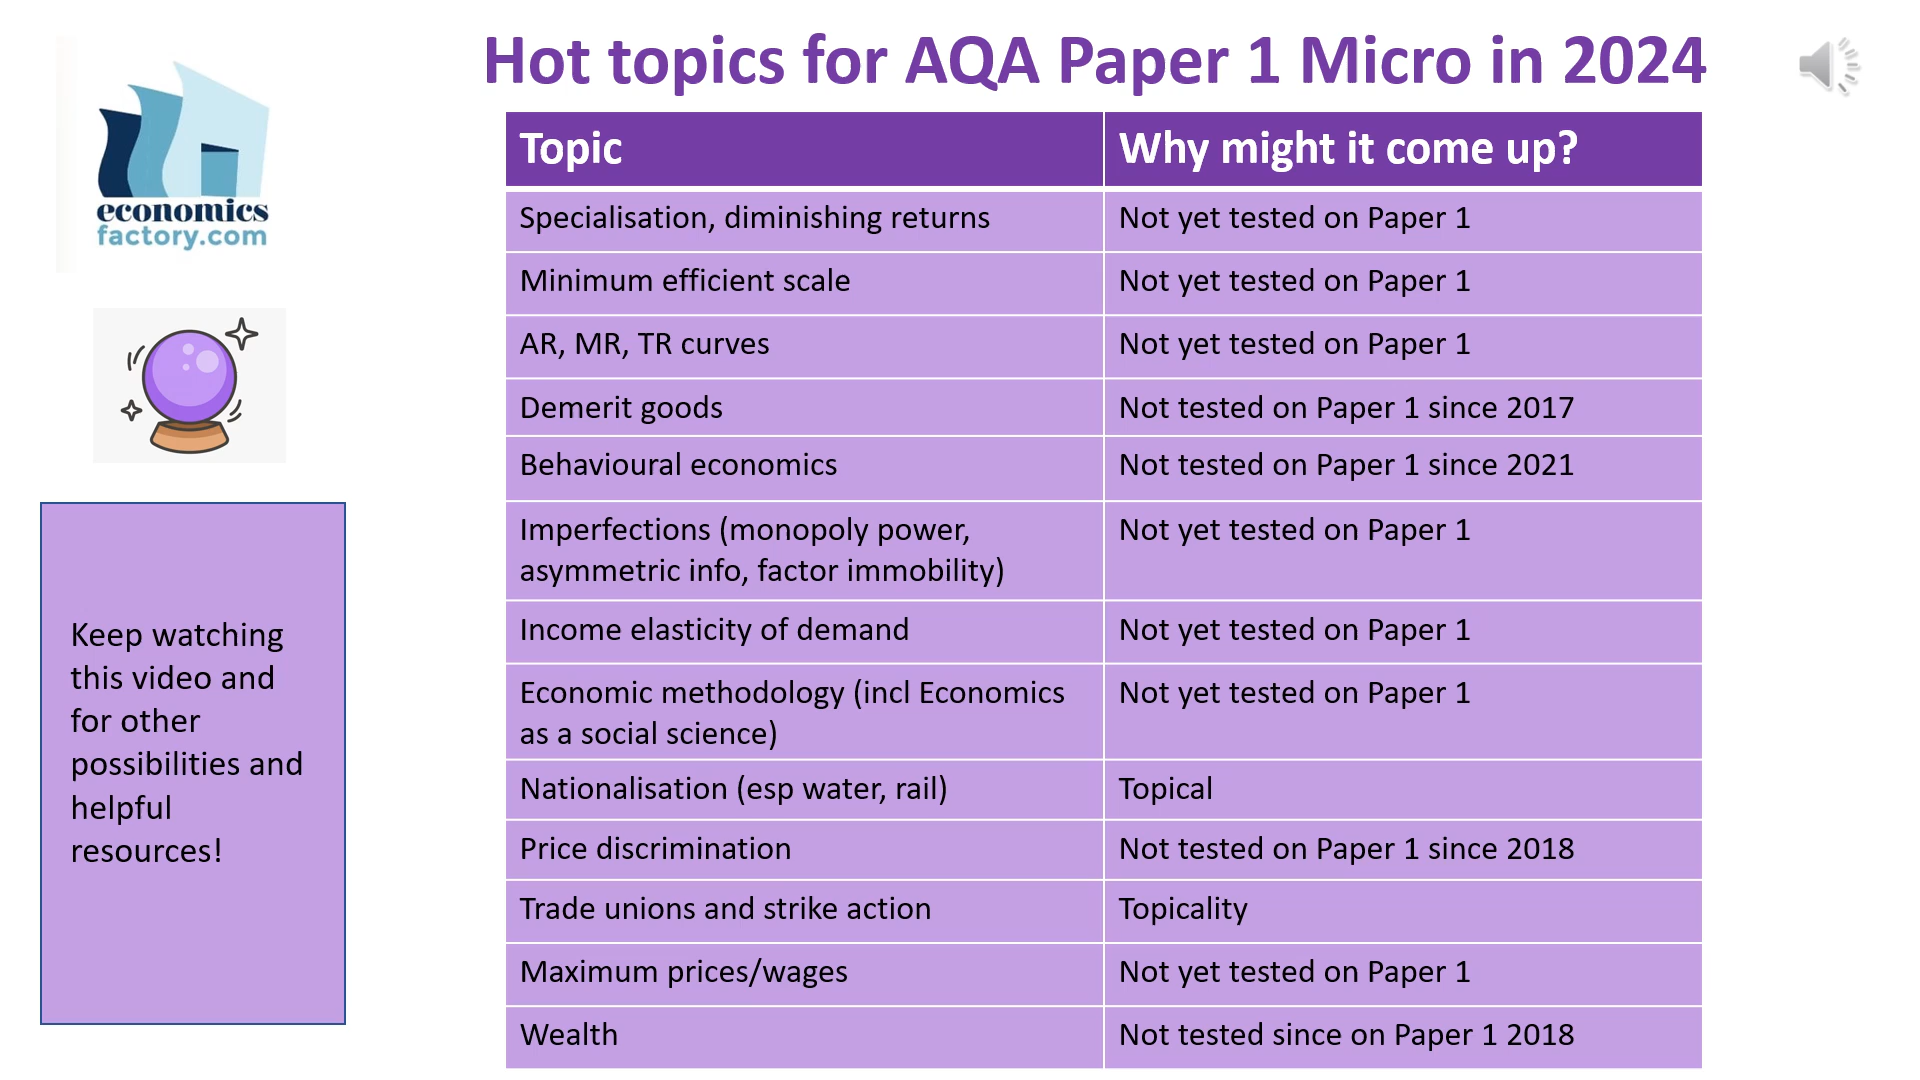 Hot topics for AQA Paper 1 Micro in 2024
economics
factory.com
Keep watching
this video and
for other
possibilities and
helpful
resources!
Topic Why might it come up?
Specialisation, diminishing returns Not yet tested on Paper 1
Minimum efficient scale Not yet tested on Paper 1
AR, MR, TR curves Not yet tested on Paper 1
Demerit goods Not tested on Paper 1 since 2017
Behavioural economics Not tested on Paper 1 since 2021
Imperfections (monopoly power, Not yet tested on Paper 1
asymmetric info, factor immobility)
Income elasticity of demand Not yet tested on Paper 1
Economic methodology (incl Economics Not yet tested on Paper 1
as a social science)
Nationalisation (esp water, rail) Topical
Price discrimination Not tested on Paper 1 since 2018
Trade unions and strike action Topicality
Maximum prices/wages Not yet tested on Paper 1
Wealth Not tested since on Paper 1 2018